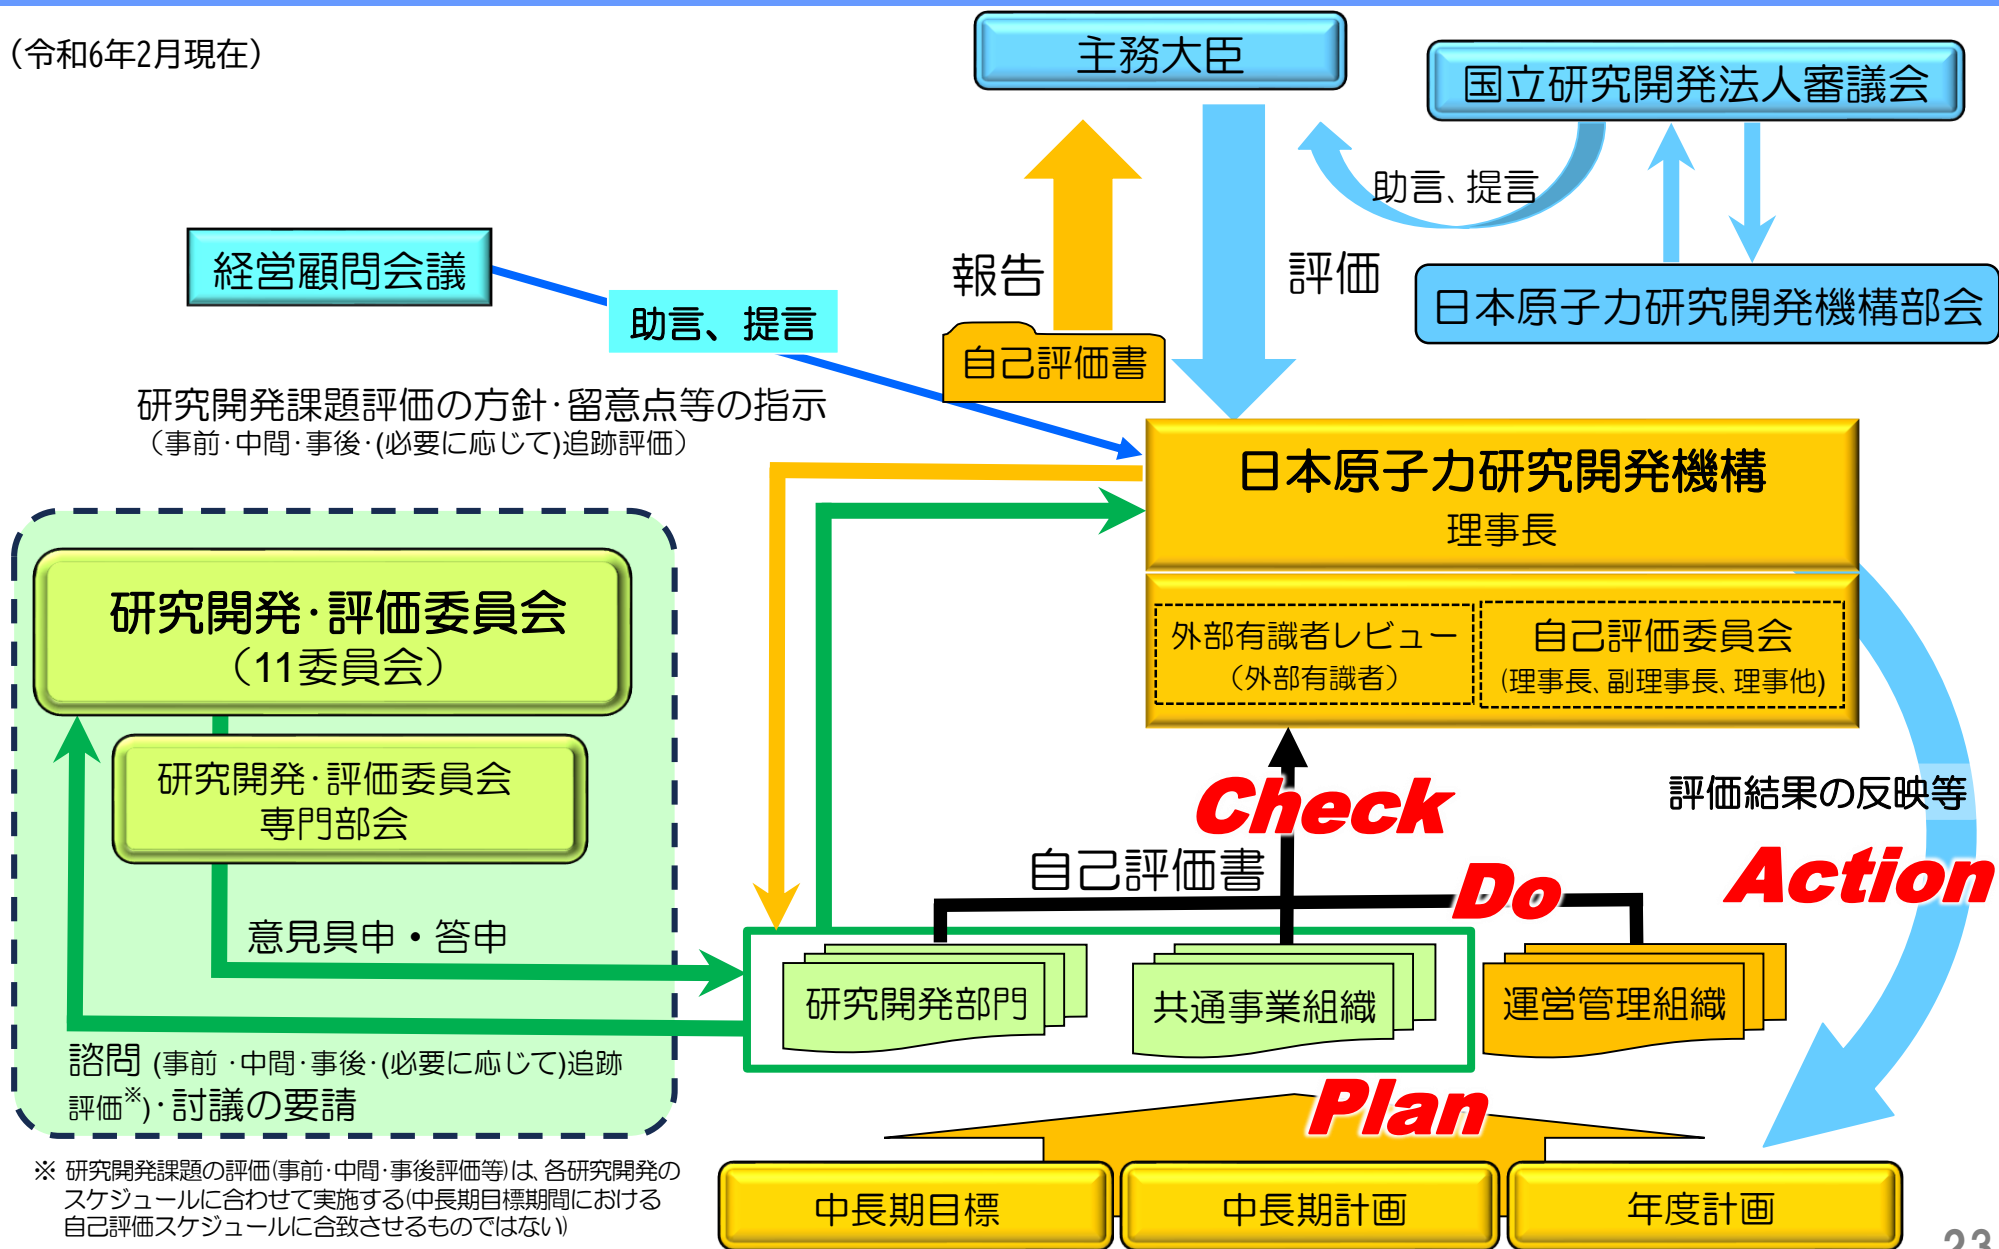 (令和6年2月現在)
主務大臣
国立研究開発法人審議会
助言、提言
経営顧問会議
報告
評価
日本原子力研究開発機構部会
助言、提言
自己評価書
研究開発課題評価の方針・留意点等の指示
（事前・中間・事後・(必要に応じて)追跡評価）
日本原子力研究開発機構
理事長
研究開発・評価委員会
（11委員会）
外部有識者レビュー
（外部有識者）
自己評価委員会
(理事長、副理事長、理事他)
研究開発・評価委員会
専門部会
Check
評価結果の反映等
自己評価書
Do
Action
意見具申・答申
研究開発部門
共通事業組織
運営管理組織
諮問 (事前・中間・事後・(必要に応じて)追跡
評価※)・討議の要請
Plan
※ 研究開発課題の評価(事前・中間・事後評価等)は、各研究開発の
スケジュールに合わせて実施する(中長期目標期間における
自己評価スケジュールに合致させるものではない)
中長期目標
中長期計画
年度計画
23